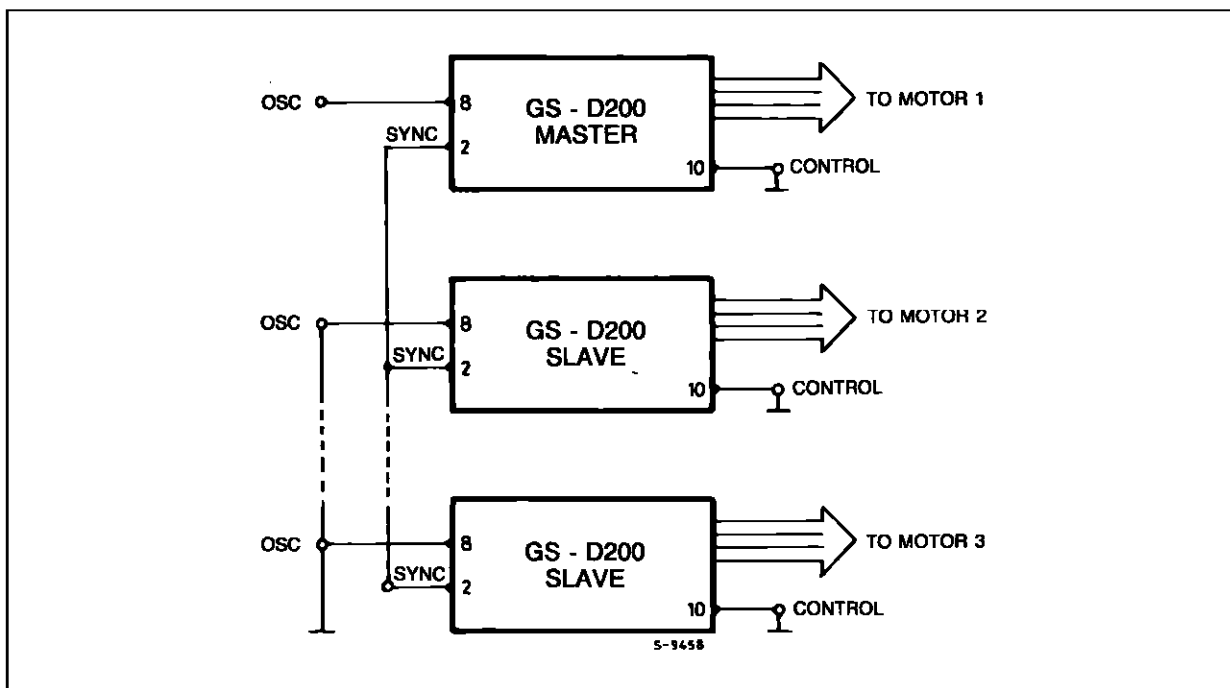 OSC
8
GS - D200
MASTER
TO MOTOR 1
SYNC
2
10
CONTROL
OSC
8
GS - D200
SLAVE
TO MOTOR 2
SYNC
2
10
CONTROL
OSC
8
GS - D200
SLAVE
TO MOTOR 3
SYNC
2
10
CONTROL
S-9458